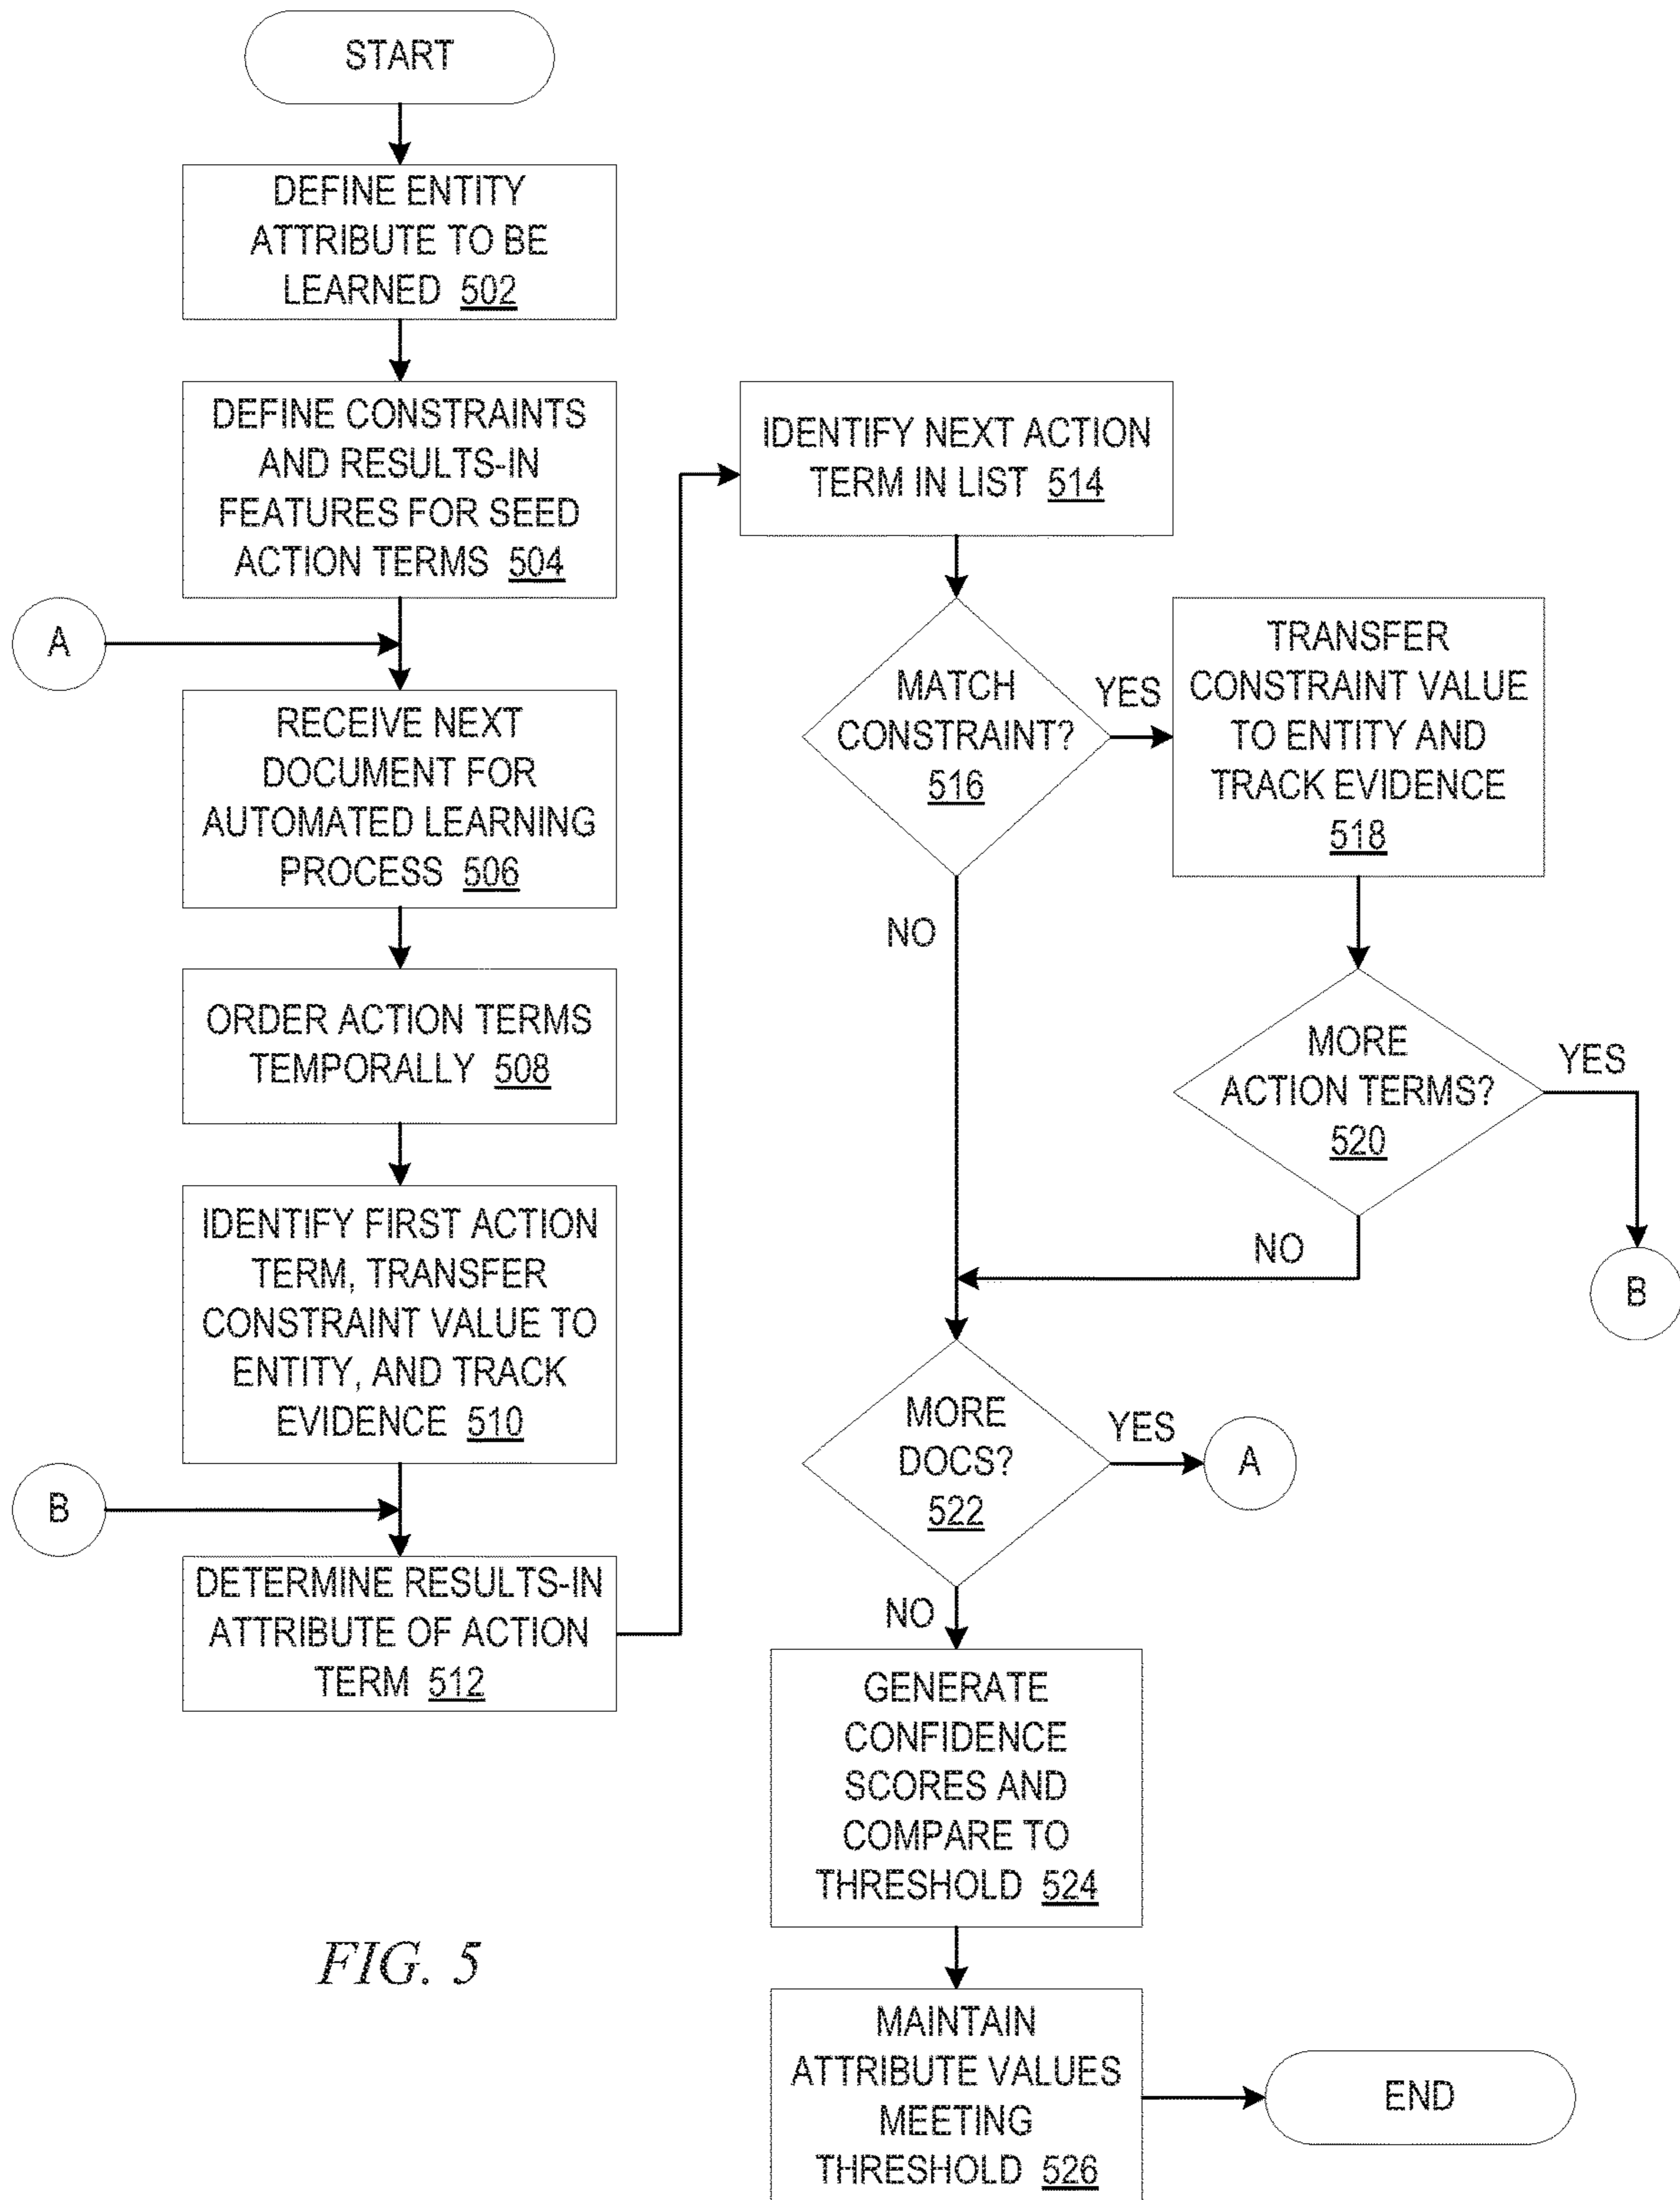 START
DEFINE ENTITY
ATTRIBUTE TO BE
LEARNED 502
DEFINE CONSTRAINTS
AND RESULTS-IN
FEATURES FOR SEED
ACTION TERMS 504
A
RECEIVE NEXT
DOCUMENT FOR
AUTOMATED LEARNING
PROCESS 506
ORDER ACTION TERMS
TEMPORALLY 508
IDENTIFY FIRST ACTION
TERM, TRANSFER
CONSTRAINT VALUE TO
ENTITY, AND TRACK
EVIDENCE 510
B
DETERMINE RESULTS-IN
ATTRIBUTE OF ACTION
TERM 512
IDENTIFY NEXT ACTION
TERM IN LIST 514
MATCH
CONSTRAINT?
516
YES
NO
TRANSFER
CONSTRAINT VALUE
TO ENTITY AND
TRACK EVIDENCE
518
MORE
ACTION TERMS?
520
YES
NO
B
MORE
DOCS?
522
YES
A
NO
GENERATE
CONFIDENCE
SCORES AND
COMPARE TO
THRESHOLD 524
MAINTAIN
ATTRIBUTE VALUES
MEETING
THRESHOLD 526
END
FIG. 5